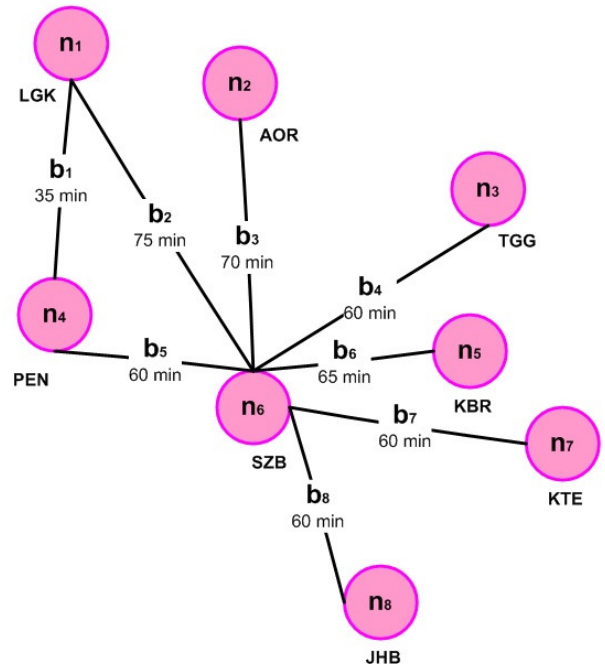 n1
LGK
n2
AOR
b1
35 min
n3
TGG
b2
75 min
b3
70 min
b4
60 min
n4
PEN
b5
60 min
b6
65 min
n5
KBR
n6
SZB
b7
60 min
n7
KTE
b8
60 min
n8
JHB